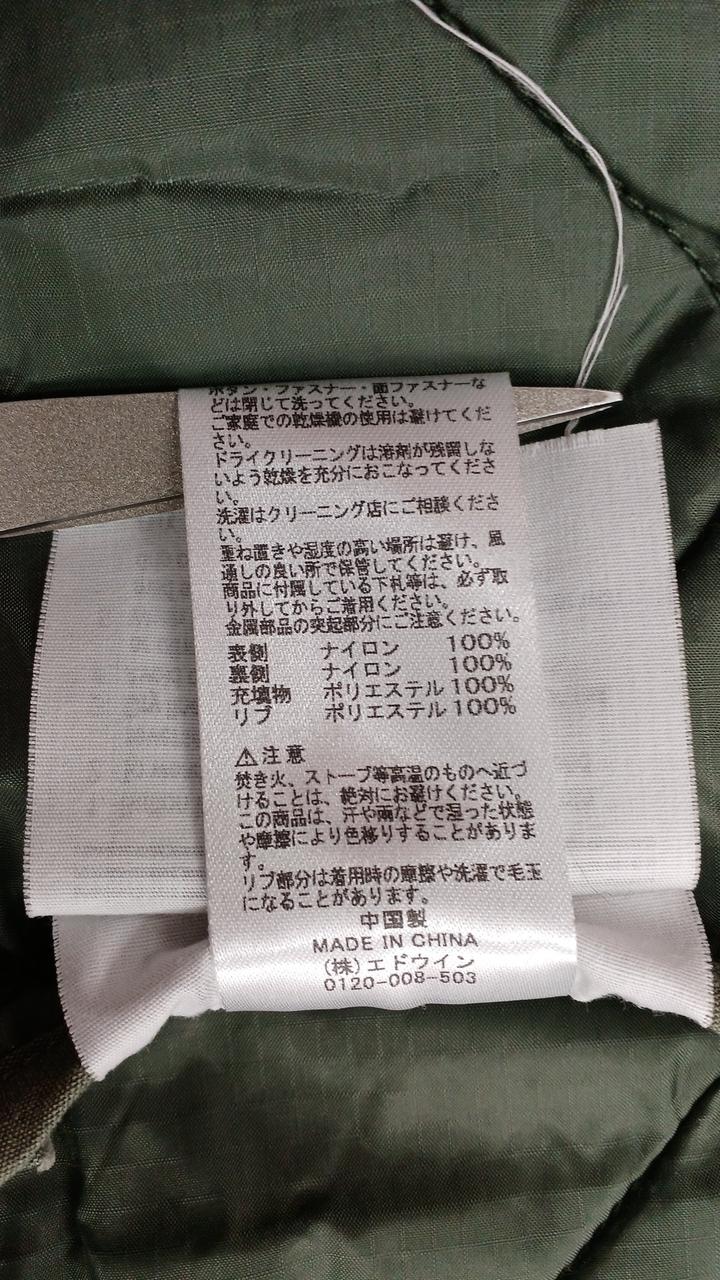 ボタン・ファスナー・面ファスナーな
どは閉じて洗ってください。
ご家庭での乾燥機の使用は避けてくだ
さい。
ドライクリーニングは溶剤が残留しな
いよう乾燥を充分におこなってくださ
い。
洗濯はクリーニング店にご相談くださ
い。
重ね置きや湿度の高い場所は避け、風
通しの良い所で保管してください。
商品に付属している下札等は、必ず取
り外してからご着用ください。
金属部品の突起部分にご注意ください。
表側 ナイロン 100%
裏側 ナイロン 100%
充填物 ポリエステル 100%
リブ ポリエステル 100%
⚠注意
焚き火、ストーブ等高温のものへ近づ
けることは、絶対にお避けください。
この商品は、汗や雨などで湿った状態
や摩擦により色移りすることがありま
す。
リブ部分は着用時の摩擦や洗濯で毛玉
になることがあります。
中国製
MADE IN CHINA
(株)エドウイン
0120-008-503